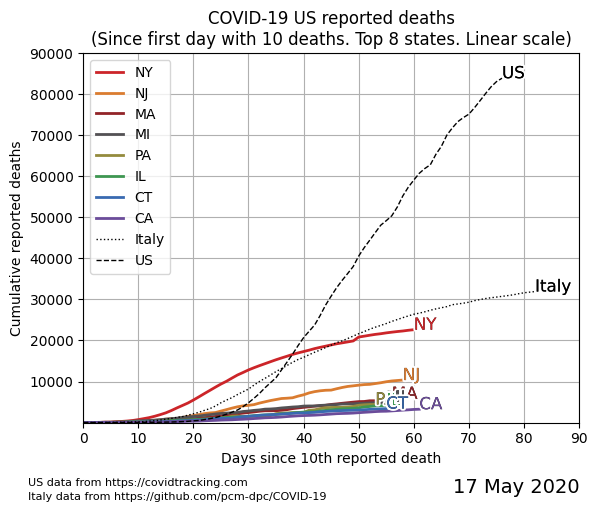 COVID-19 US reported deaths
(Since first day with 10 deaths. Top 8 states. Linear scale)
90000
80000
70000
60000
50000
40000
30000
20000
10000
Cumulative reported deaths
NY
NJ
MA
MI
PA
IL
CT
CA
Italy
US
US
Italy
NY
NJ
MA
CT
CA
0 10 20 30 40 50 60 70 80 90
Days since 10th reported death
US data from https://covidtracking.com
Italy data from https://github.com/pcm-dpc/COVID-19
17 May 2020